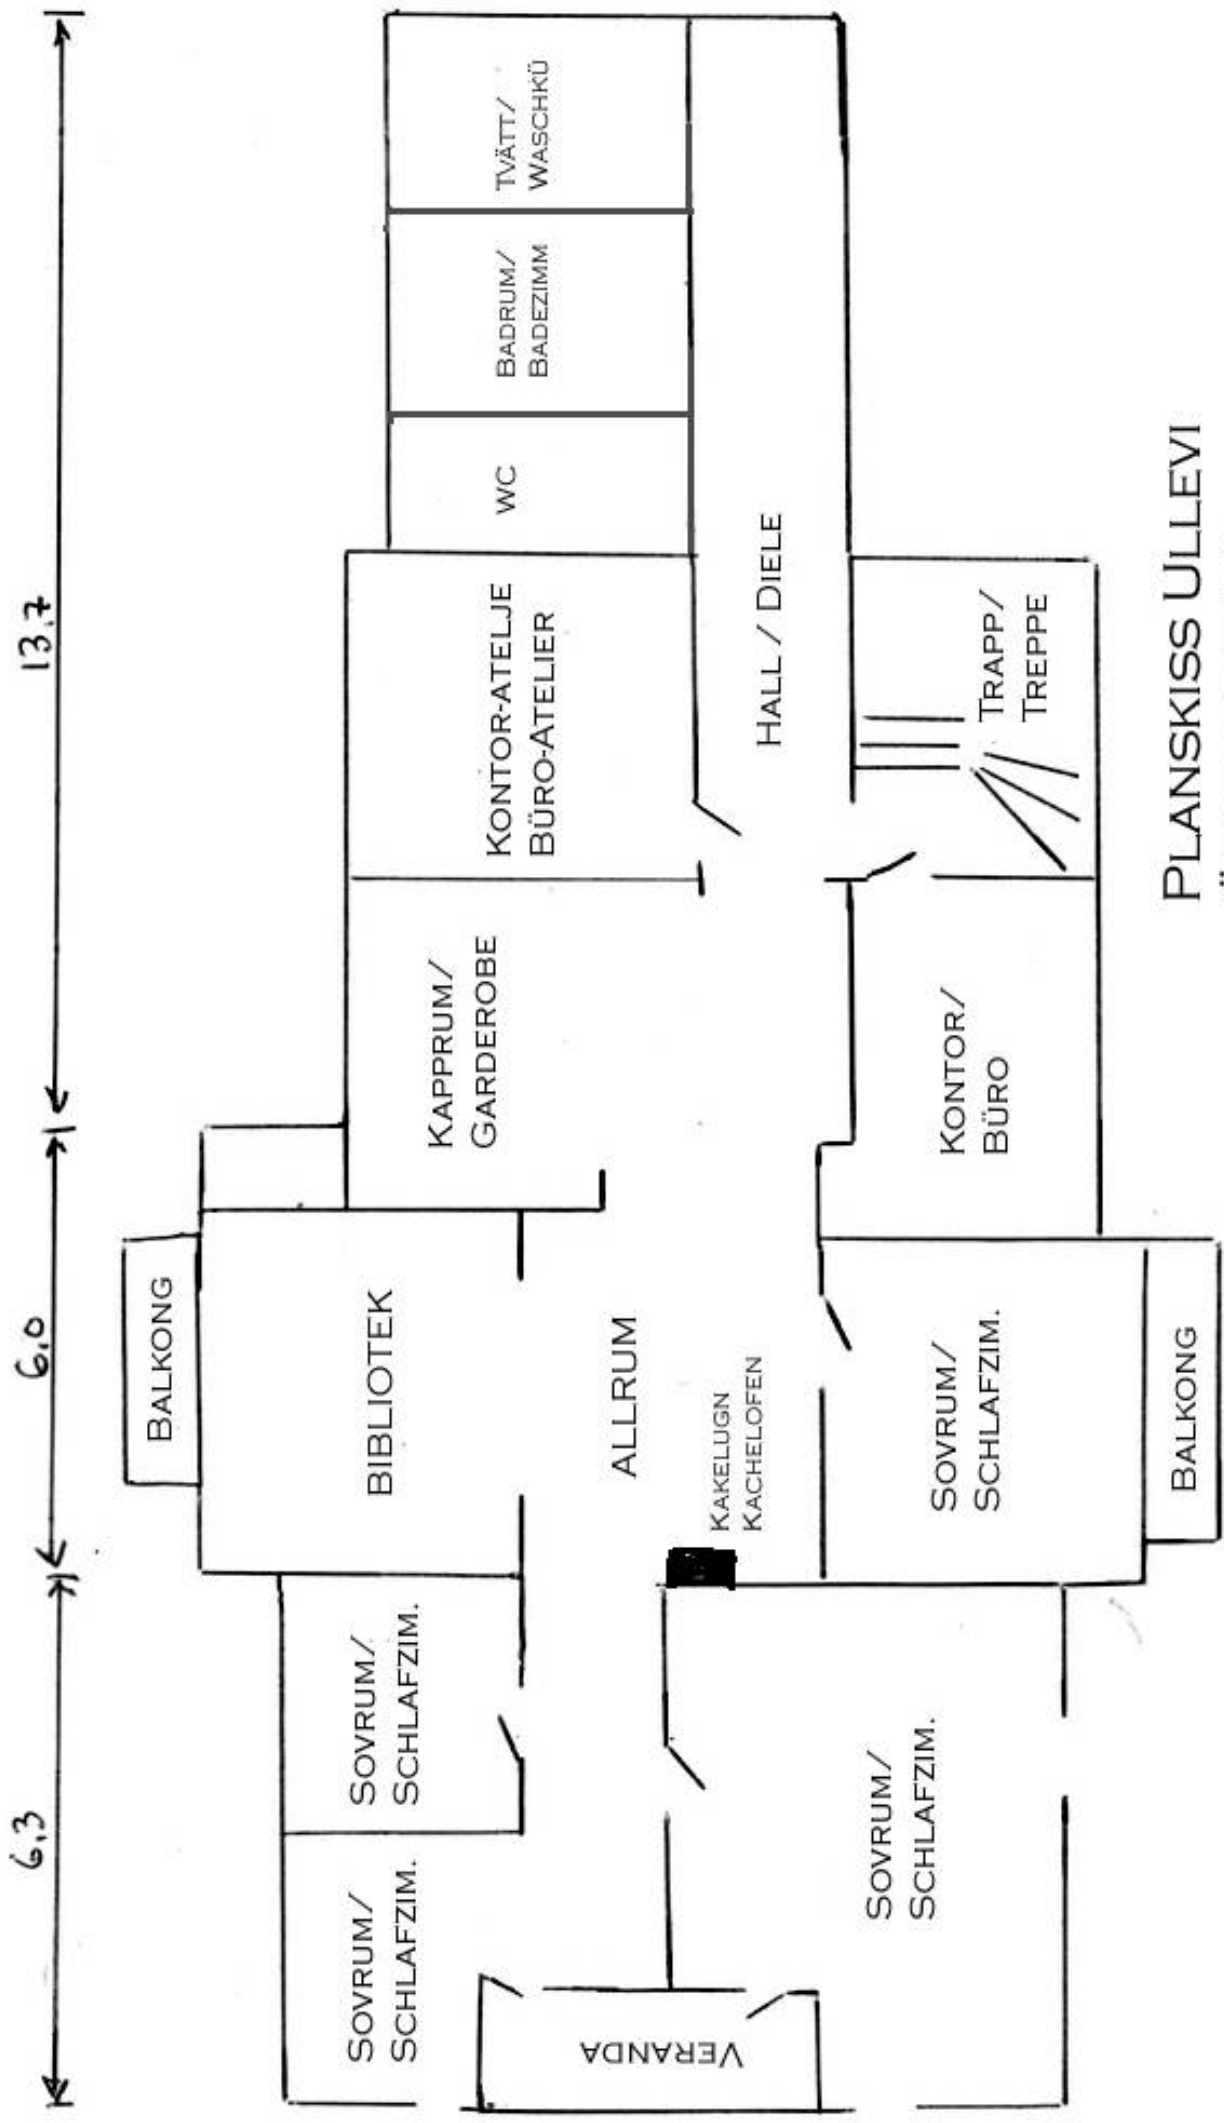 6,3
6.0
13.7
BALKONG
SOVRUM/
SCHLAFZIM.
SOVRUM/
SCHLAFZIM.
BIBLIOTEK
KAPPRUM/
GARDEROBE
KONTOR-ATELJE
BÜRO-ATELIER
WC
BADRUM/
BADEZIMM
TVÄTT/
WASCHKÜ
VERANDA
ALLRUM
KAKELUGN
KACHELOFEN
HALL / DIELE
SOVRUM/
SCHLAFZIM.
SOVRUM/
SCHLAFZIM.
KONTOR/
BÜRO
TRAPP/
TREPPE
BALKONG
PLANSKISS ULLEVI